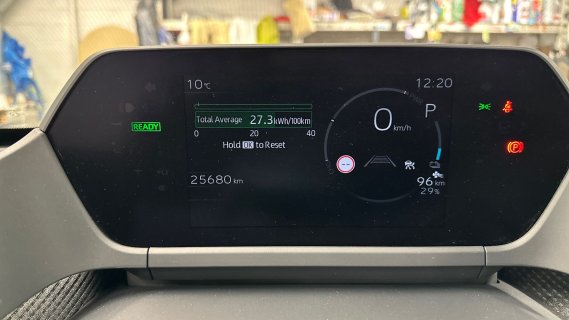 10°C
12:20
READY
Total Average 27.3 kWh/100km
0 20 40
Hold OK to Reset
0 km/h
P
(P)
25680 km
96 km
29%